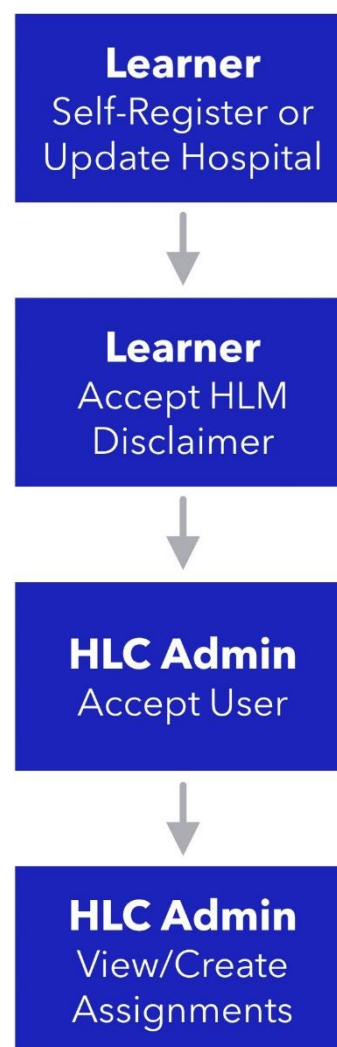 Learner
Self-Register or
Update Hospital
Learner
Accept HLM
Disclaimer
HLC Admin
Accept User
HLC Admin
View/Create
Assignments